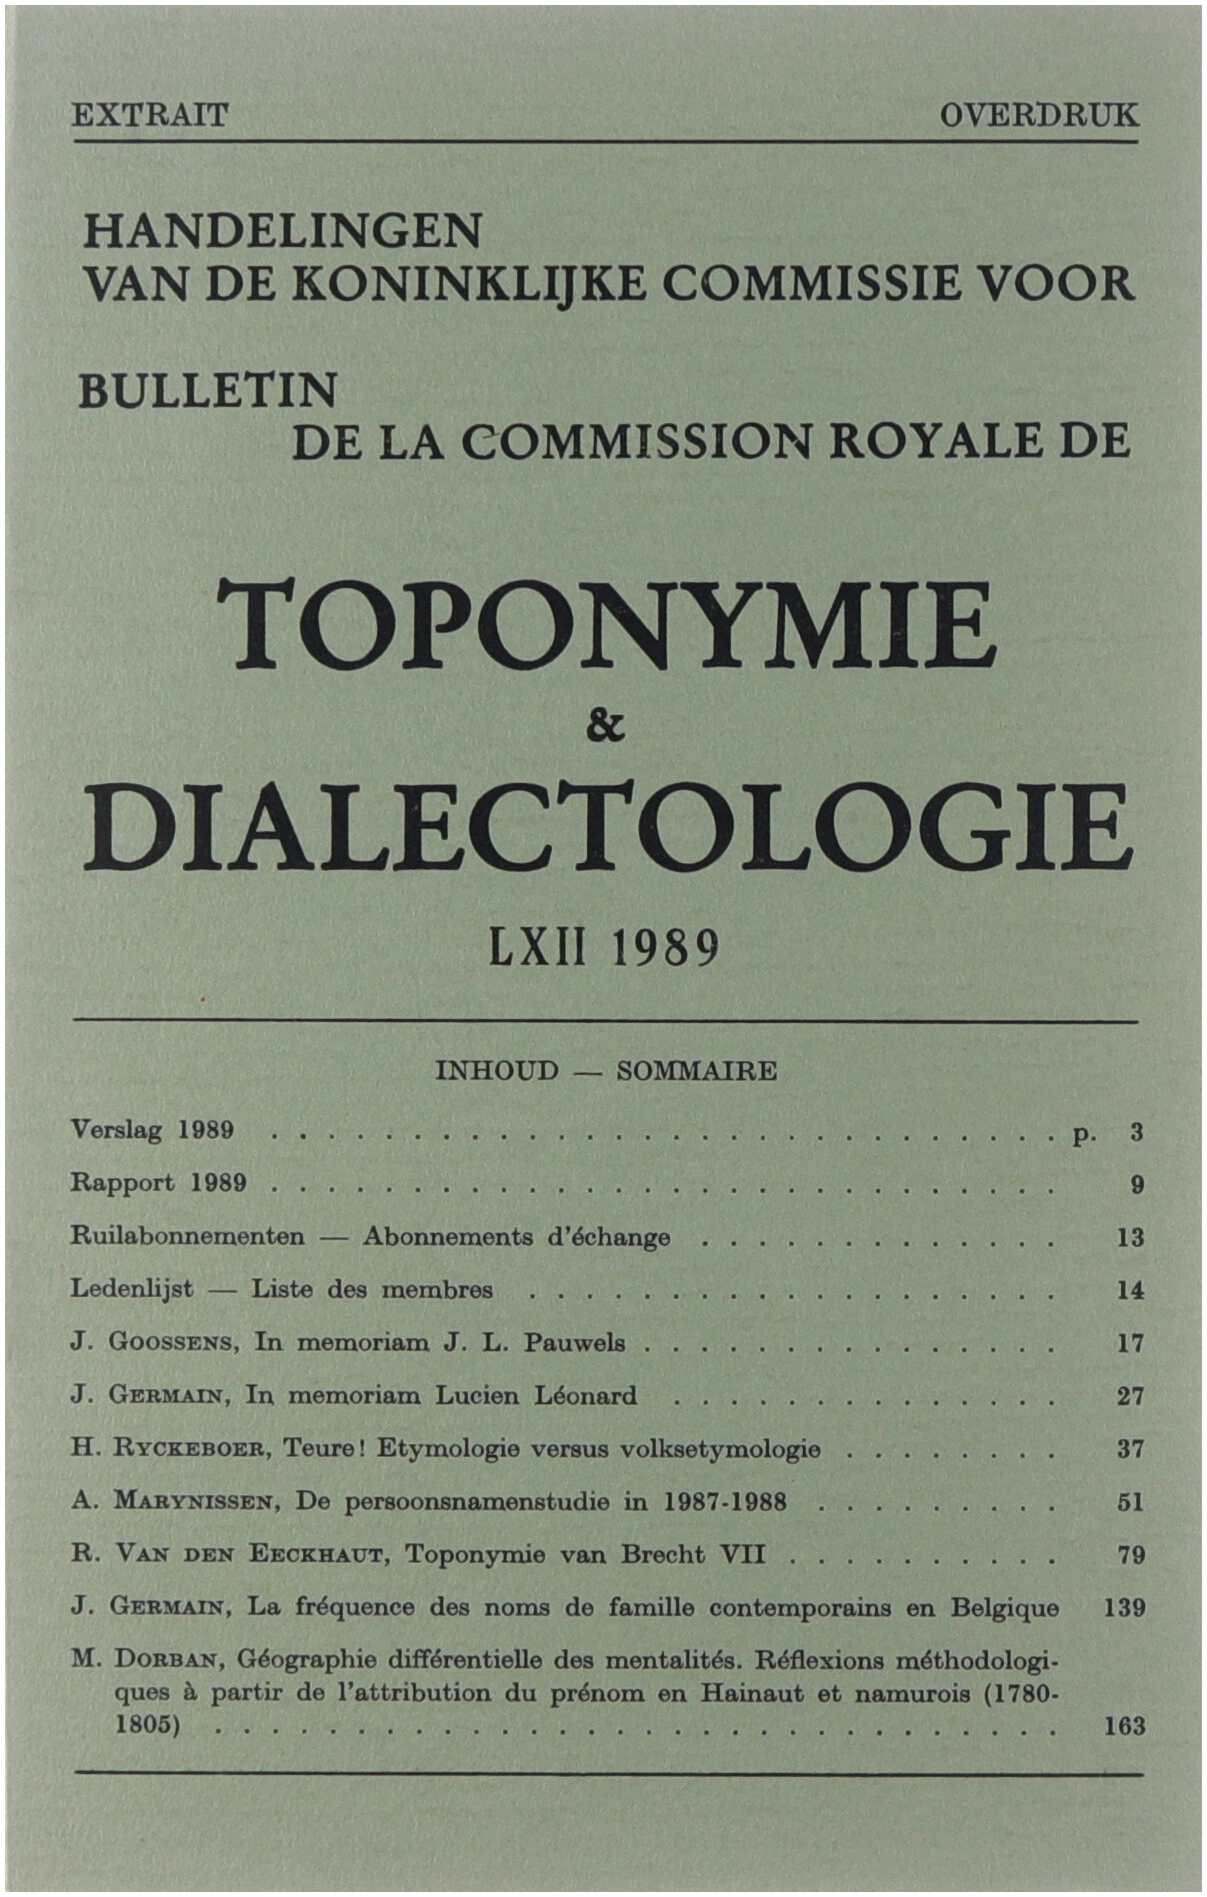 EXTRAIT OVERDRUK
HANDELINGEN
VAN DE KONINKLIJKE COMMISSIE VOOR
BULLETIN
DE LA COMMISSION ROYALE DE
TOPONYMIE
&
DIALECTOLOGIE
LXII 1989
INHOUD — SOMMAIRE
Verslag 1989 . . . . . . . . . . . . . . . . . . . . . . . . . . . . p. 3
Rapport 1989 . . . . . . . . . . . . . . . . . . . . . . . . . . . . 9
Ruilabonnementen — Abonnements d'échange . . . . . . . . . . . . . 13
Ledenlijst — Liste des membres . . . . . . . . . . . . . . . . . . . 14
J. GOOSSENS, In memoriam J. L. Pauwels . . . . . . . . . . . . . . . 17
J. GERMAIN, In memoriam Lucien Léonard . . . . . . . . . . . . . . 27
H. RYCKEBOER, Teure! Etymologie versus volksetymologie . . . . . . . . 37
A. MARYNISSEN, De persoonsnamenstudie in 1987-1988 . . . . . . . . . 51
R. VAN DEN EECKHAUT, Toponymie van Brecht VII . . . . . . . . . . 79
J. GERMAIN, La fréquence des noms de famille contemporains en Belgique 139
M. DORBAN, Géographie différentielle des mentalités. Réflexions méthodologi-
ques à partir de l'attribution du prénom en Hainaut et namurois (1780-
1805) . . . . . . . . . . . . . . . . . . . . . . . . . . . . . . 163